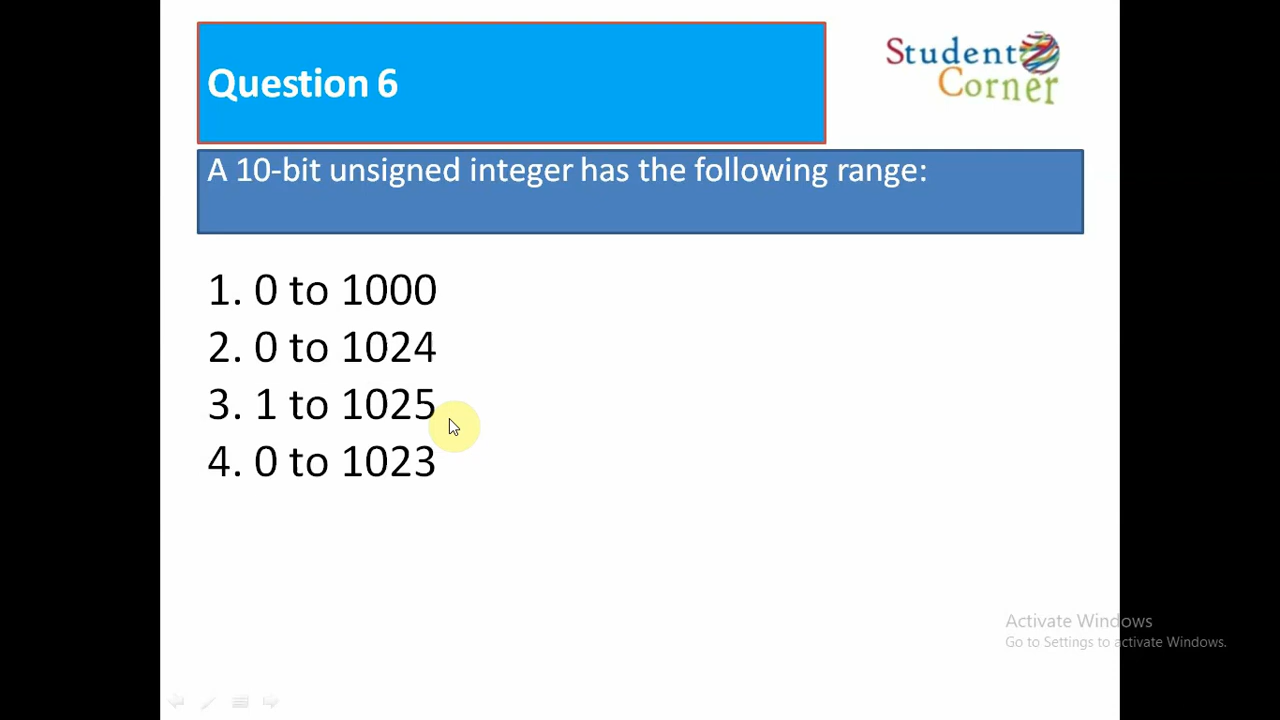 Question 6
Student
Corner
A 10-bit unsigned integer has the following range:
1. 0 to 1000
2. 0 to 1024
3. 1 to 1025
4. 0 to 1023
Activate Windows
Go to Settings to activate Windows.